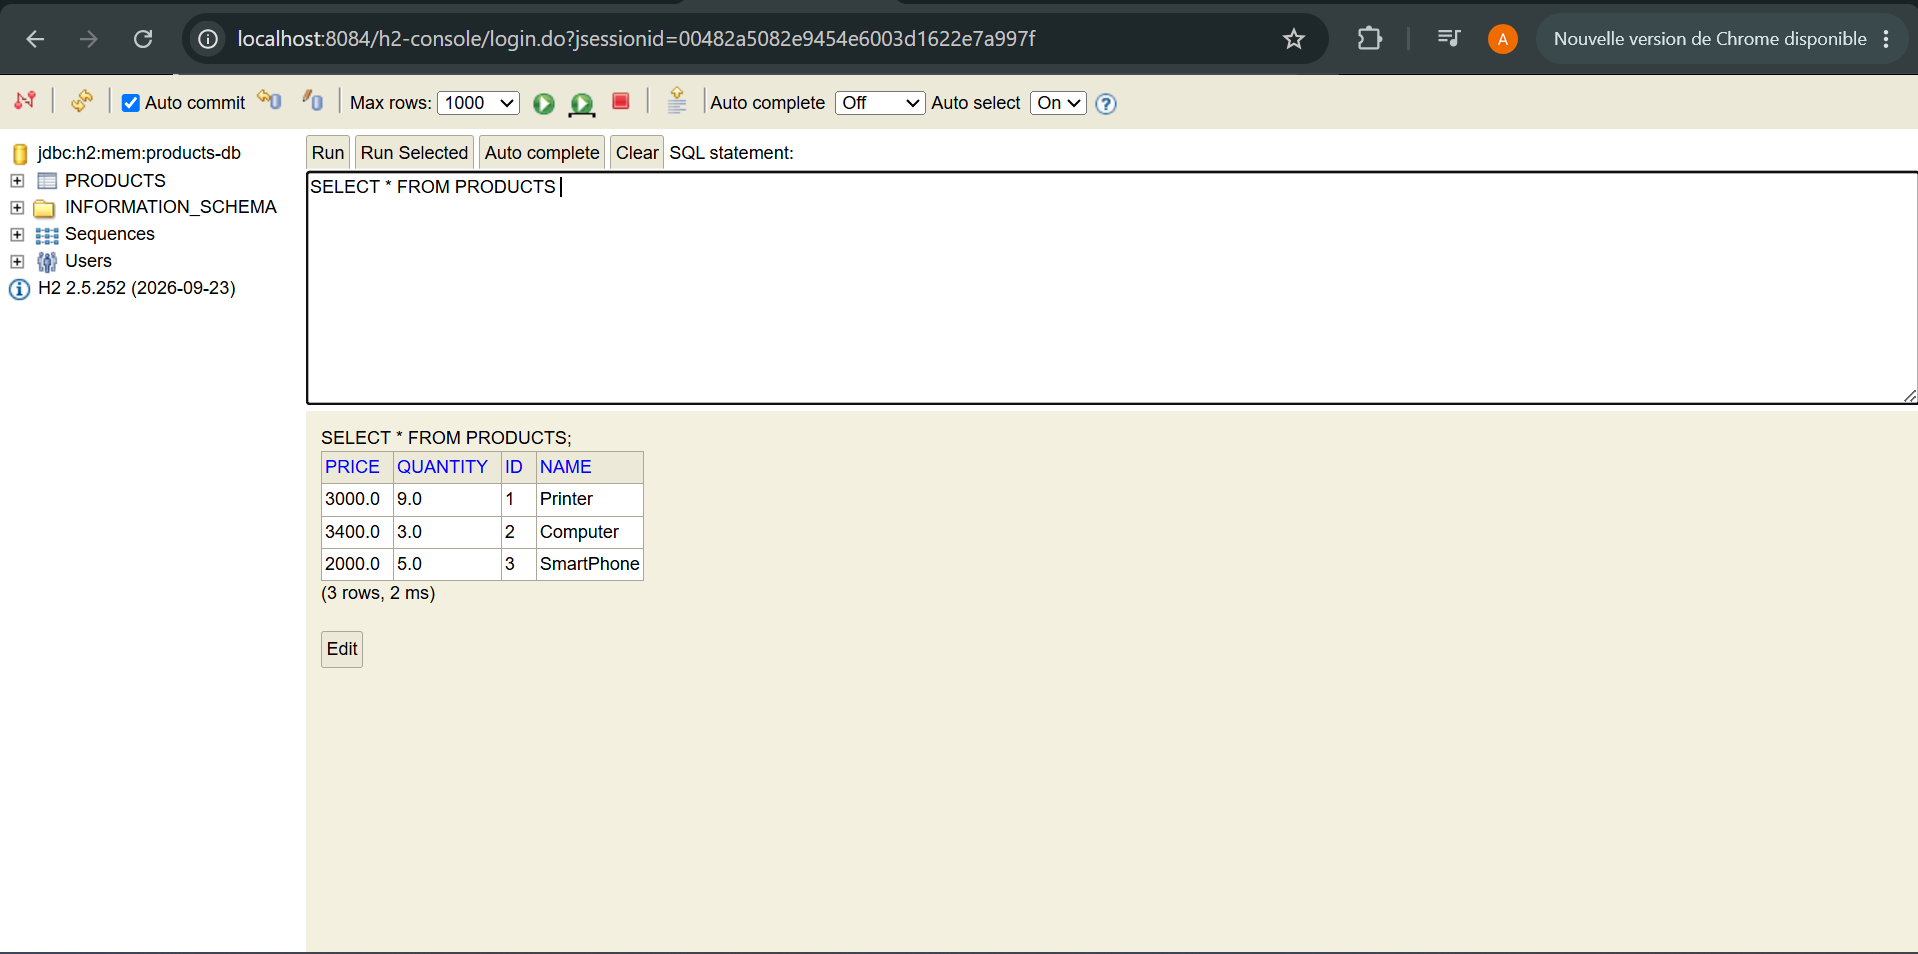 localhost:8084/h2-console/login.do?jsessionid=00482a5082e9454e6003d1622e7a997f
A
Nouvelle version de Chrome disponible
Auto commit
Max rows: 1000
Auto complete Off
Auto select On
jdbc:h2:mem:products-db
PRODUCTS
INFORMATION_SCHEMA
Sequences
Users
H2 2.5.252 (2026-09-23)
Run Run Selected Auto complete Clear SQL statement:
SELECT * FROM PRODUCTS
SELECT * FROM PRODUCTS;
PRICE QUANTITY ID NAME
3000.0 9.0 1 Printer
3400.0 3.0 2 Computer
2000.0 5.0 3 SmartPhone
(3 rows, 2 ms)
Edit